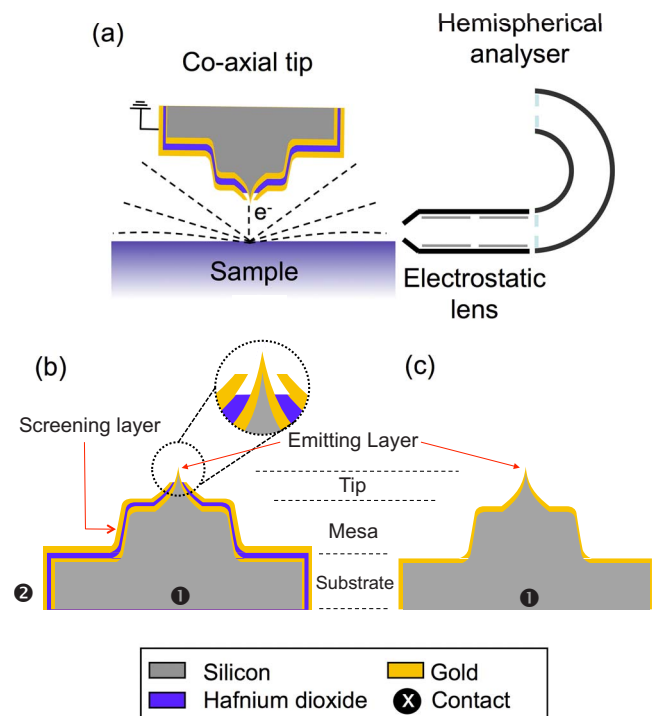 (a)
Hemispherical
analyser
Co-axial tip
e-
Sample
Electrostatic
lens
(b)
(c)
Screening layer
Emitting Layer
Tip
Mesa
Substrate
❷
❶
❶
Silicon
Gold
Hafnium dioxide
X Contact